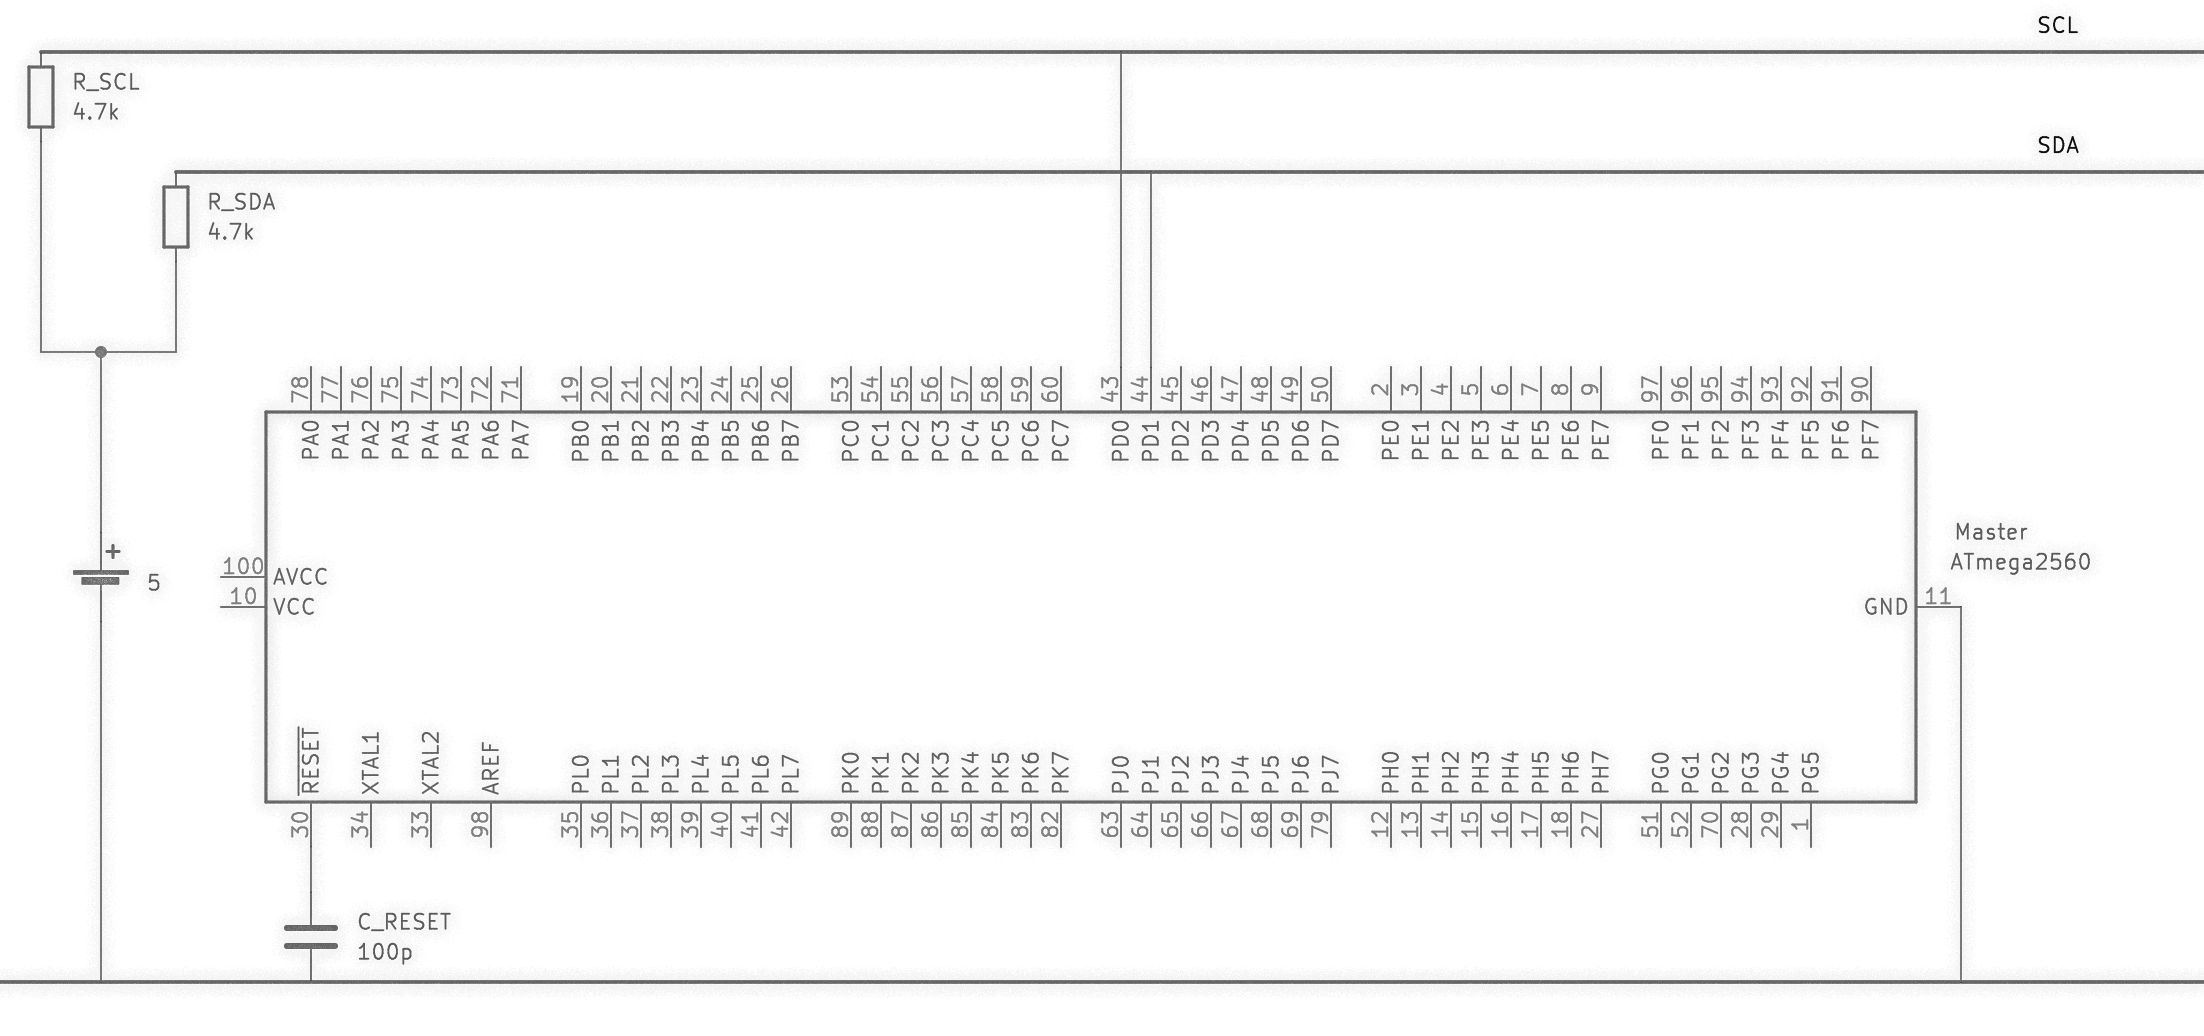 SCL
R_SCL
4.7k
SDA
R_SDA
4.7k
78 77 76 75 74 73 72 71 19 20 21 22 23 24 25 26 53 54 55 56 57 58 59 60 43 44 45 46 47 48 49 50 2 3 4 5 6 7 8 9 97 96 95 94 93 92 91 90
PA0 PA1 PA2 PA3 PA4 PA5 PA6 PA7 PB0 PB1 PB2 PB3 PB4 PB5 PB6 PB7 PC0 PC1 PC2 PC3 PC4 PC5 PC6 PC7 PD0 PD1 PD2 PD3 PD4 PD5 PD6 PD7 PE0 PE1 PE2 PE3 PE4 PE5 PE6 PE7 PF0 PF1 PF2 PF3 PF4 PF5 PF6 PF7
+
5
100 AVCC
10 VCC
Master
ATmega2560
GND 11
RESET XTAL1 XTAL2 AREF PL0 PL1 PL2 PL3 PL4 PL5 PL6 PL7 PK0 PK1 PK2 PK3 PK4 PK5 PK6 PK7 PJ0 PJ1 PJ2 PJ3 PJ4 PJ5 PJ6 PJ7 PH0 PH1 PH2 PH3 PH4 PH5 PH6 PH7 PG0 PG1 PG2 PG3 PG4 PG5
30 34 33 98 35 36 37 38 39 40 41 42 89 88 87 86 85 84 83 82 63 64 65 66 67 68 69 79 12 13 14 15 16 17 18 27 51 52 70 28 29 1
C_RESET
100p